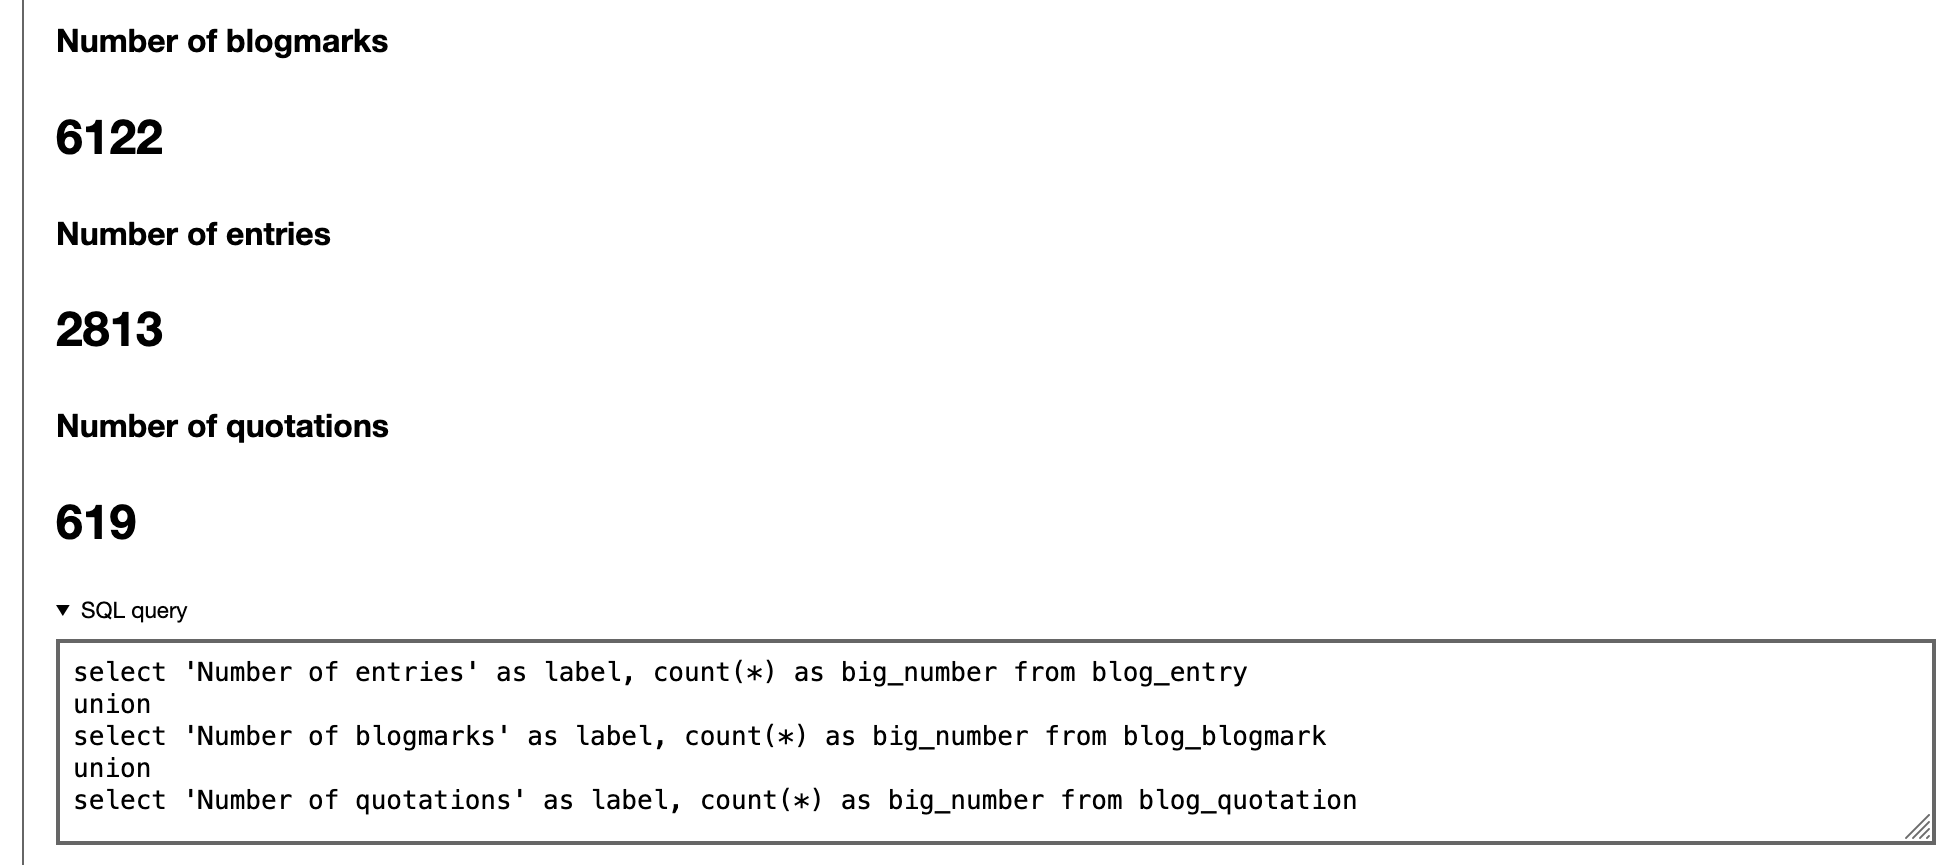 Number of blogmarks
6122
Number of entries
2813
Number of quotations
619
▼ SQL query
select 'Number of entries' as label, count(*) as big_number from blog_entry
union
select 'Number of blogmarks' as label, count(*) as big_number from blog_blogmark
union
select 'Number of quotations' as label, count(*) as big_number from blog_quotation